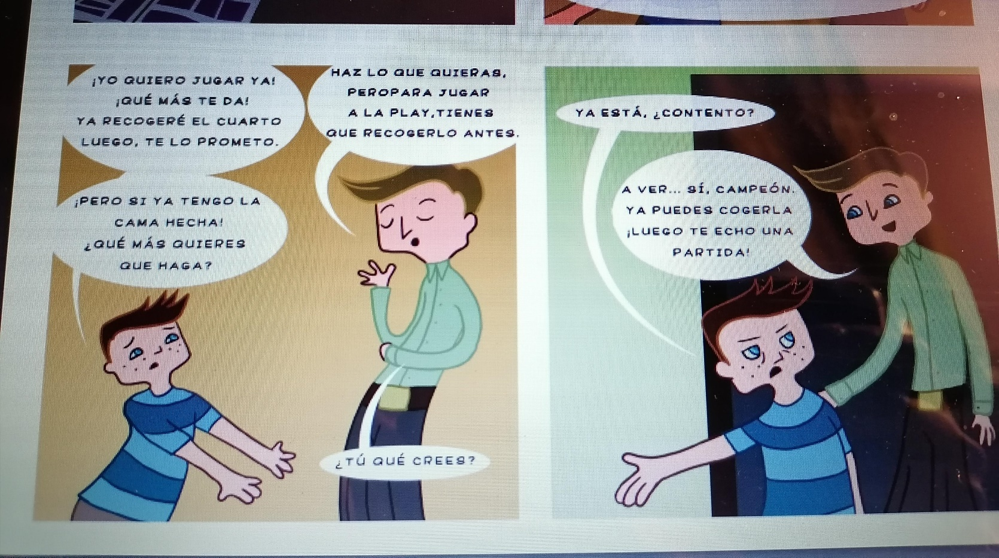 ¡YO QUIERO JUGAR YA!
¡QUÉ MÁS TE DA!
YA RECOGERÉ EL CUARTO
LUEGO, TE LO PROMETO.
HAZ LO QUE QUIERAS,
PEROPARA JUGAR
A LA PLAY,TIENES
QUE RECOGERLO ANTES.
¡PERO SI YA TENGO LA
CAMA HECHA!
¿QUÉ MÁS QUIERES
QUE HAGA?
¿TÚ QUÉ CREES?
YA ESTÁ, ¿CONTENTO?
A VER... SÍ, CAMPEÓN.
YA PUEDES COGERLA
¡LUEGO TE ECHO UNA
PARTIDA!